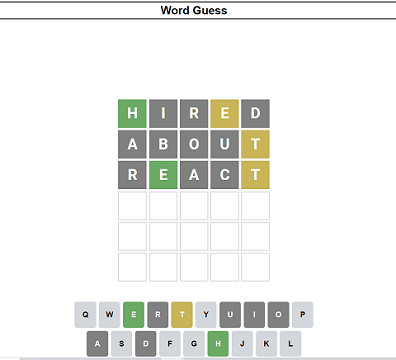 Word Guess
H I R E D
A B O U T
R E A C T
Q W E R T Y U I O P
A S D F G H J K L